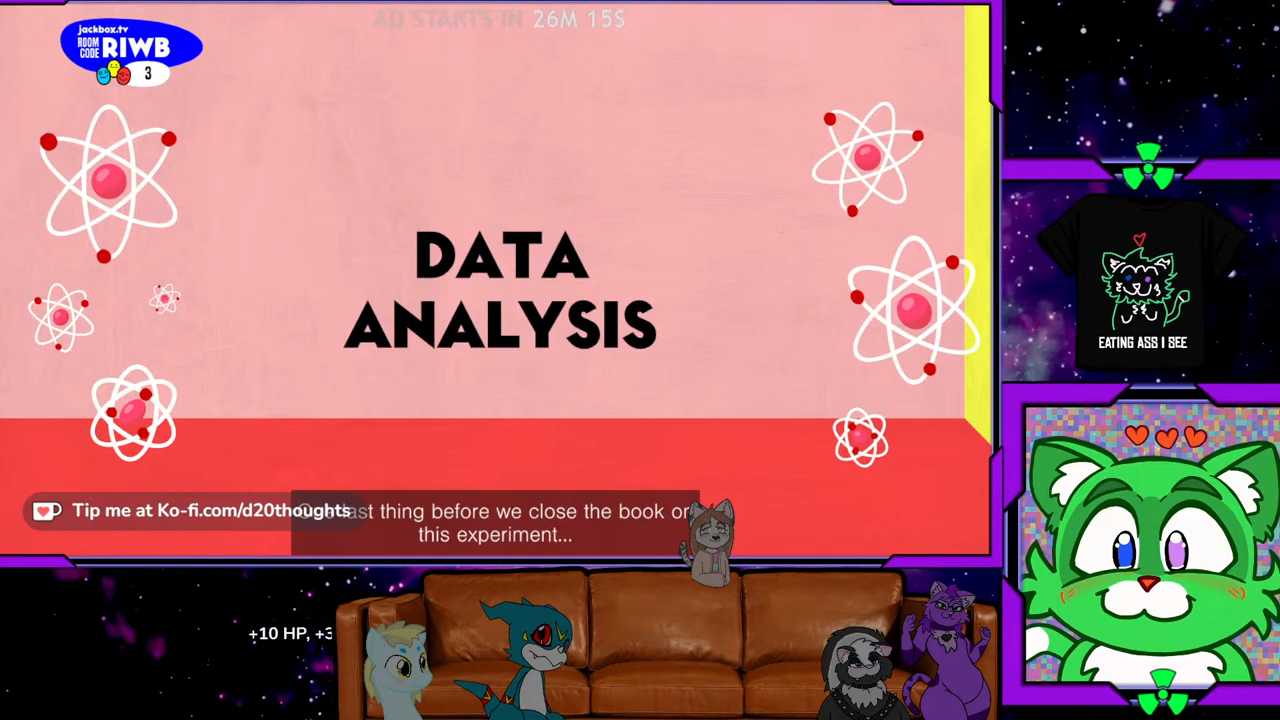 AD STARTS IN 26M 15S
jackbox.tv
ROOM CODE RIWB
3
DATA
ANALYSIS
EATING ASS I SEE
Tip me at Ko-fi.com/d20thoughts
last thing before we close the book on
this experiment...
+10 HP, +3